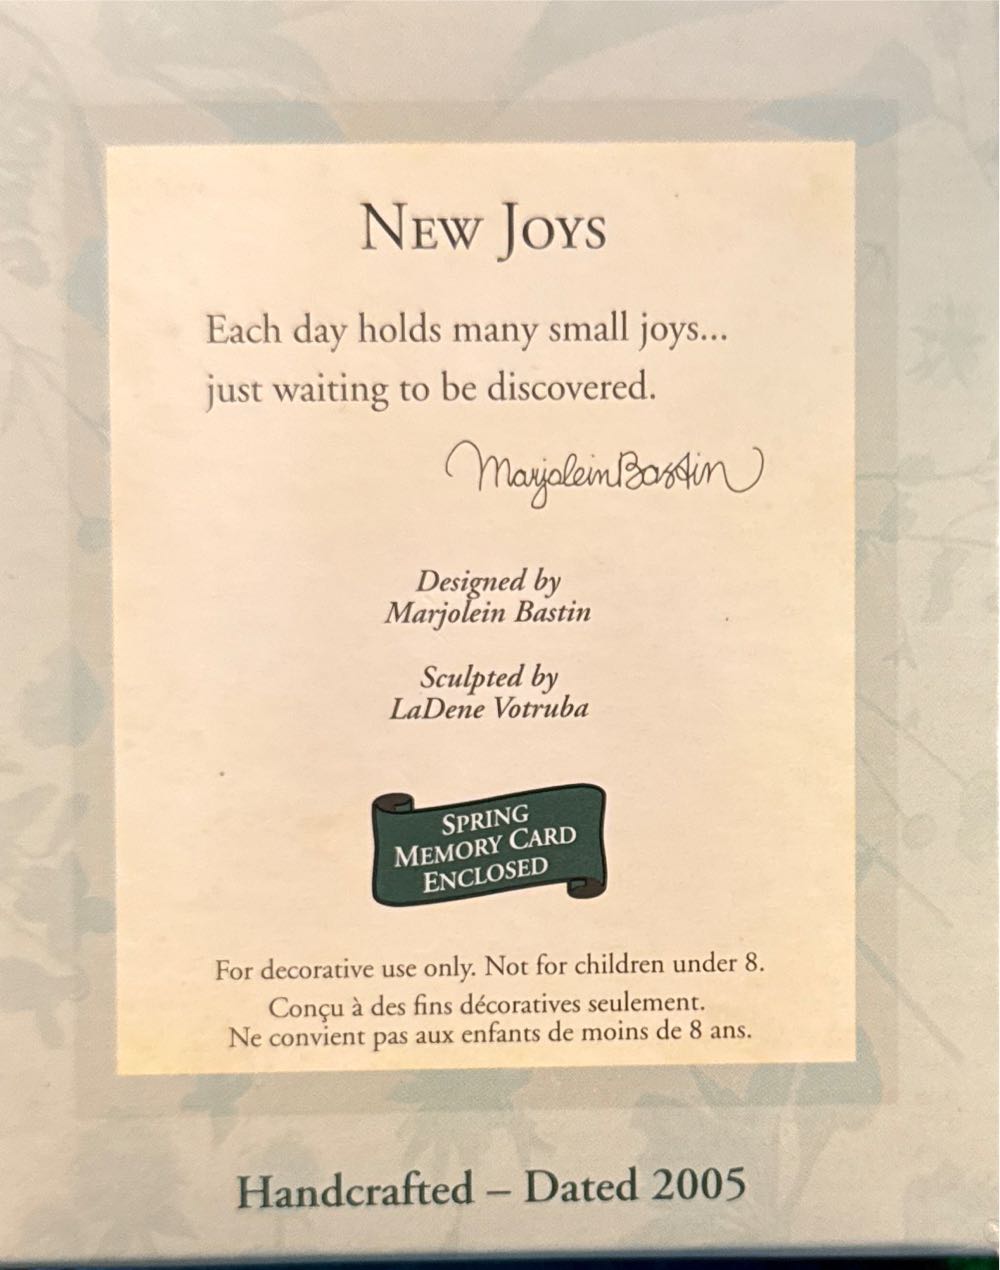 New Joys
Each day holds many small joys...
just waiting to be discovered.
Marjolein Bastin
Designed by
Marjolein Bastin
Sculpted by
LaDene Votruba
Spring
Memory Card
Enclosed
For decorative use only. Not for children under 8.
Conçu à des fins décoratives seulement.
Ne convient pas aux enfants de moins de 8 ans.
Handcrafted – Dated 2005